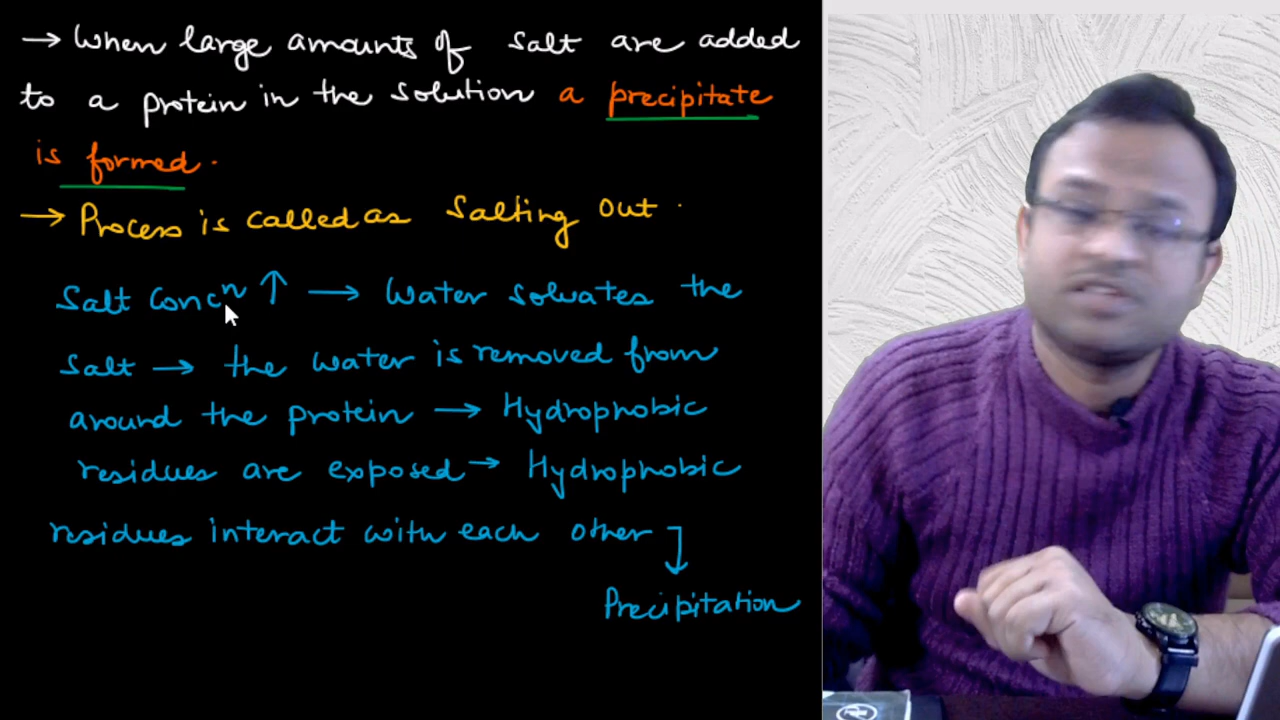 → When large amounts of salt are added
to a protein in the solution a precipitate
is formed.
→ Process is called as Salting out.
Salt Concⁿ ↑ → Water solvates the
salt → the water is removed from
around the protein → Hydrophobic
residues are exposed → Hydrophobic
residues interact with each other
Precipitation